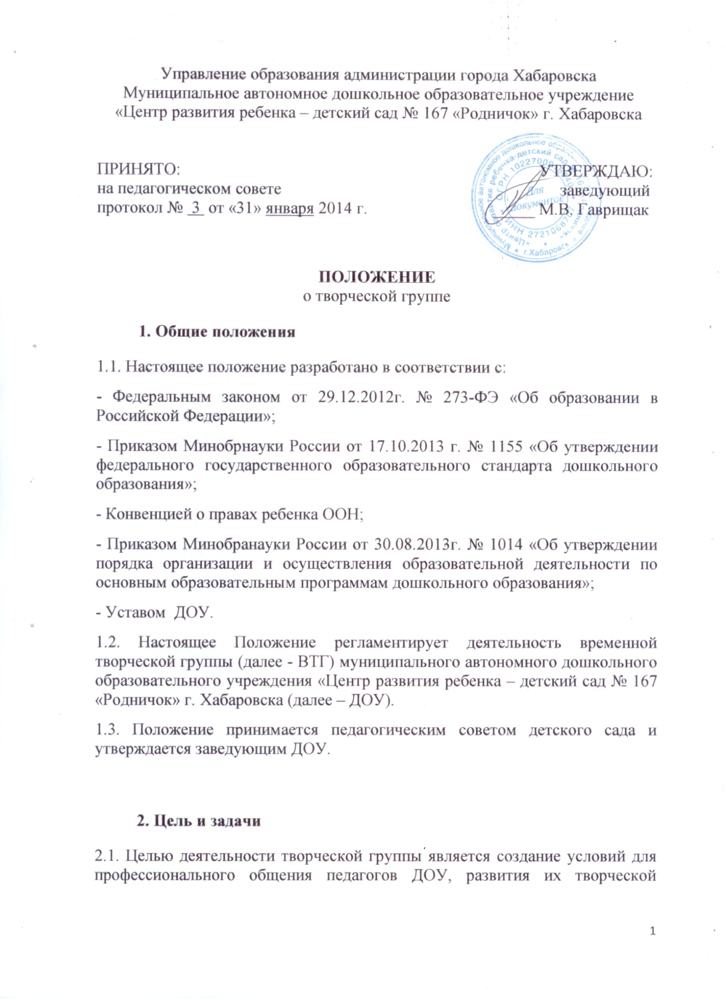 Управление образования администрации города Хабаровска
Муниципальное автономное дошкольное образовательное учреждение
«Центр развития ребенка – детский сад № 167 «Родничок» г. Хабаровска
ПРИНЯТО:
на педагогическом совете
протокол № 3 от «31» января 2014 г.
УТВЕРЖДАЮ:
заведующий
______ М.В. Гаврищак
Муниципальное автономное дошкольное
г.Хабаровск
«Центр развития ребенка-детский сад
ОГРН 10227009
ИНН 27210687
Для
документов
ПОЛОЖЕНИЕ
о творческой группе
1. Общие положения
1.1. Настоящее положение разработано в соответствии с:
- Федеральным законом от 29.12.2012г. № 273-ФЭ «Об образовании в
Российской Федерации»;
- Приказом Минобрнауки России от 17.10.2013 г. № 1155 «Об утверждении
федерального государственного образовательного стандарта дошкольного
образования»;
- Конвенцией о правах ребенка ООН;
- Приказом Минобранауки России от 30.08.2013г. № 1014 «Об утверждении
порядка организации и осуществления образовательной деятельности по
основным образовательным программам дошкольного образования»;
- Уставом ДОУ.
1.2. Настоящее Положение регламентирует деятельность временной
творческой группы (далее - ВТГ) муниципального автономного дошкольного
образовательного учреждения «Центр развития ребенка – детский сад № 167
«Родничок» г. Хабаровска (далее – ДОУ).
1.3. Положение принимается педагогическим советом детского сада и
утверждается заведующим ДОУ.
2. Цель и задачи
2.1. Целью деятельности творческой группы является создание условий для
профессионального общения педагогов ДОУ, развития их творческой
1